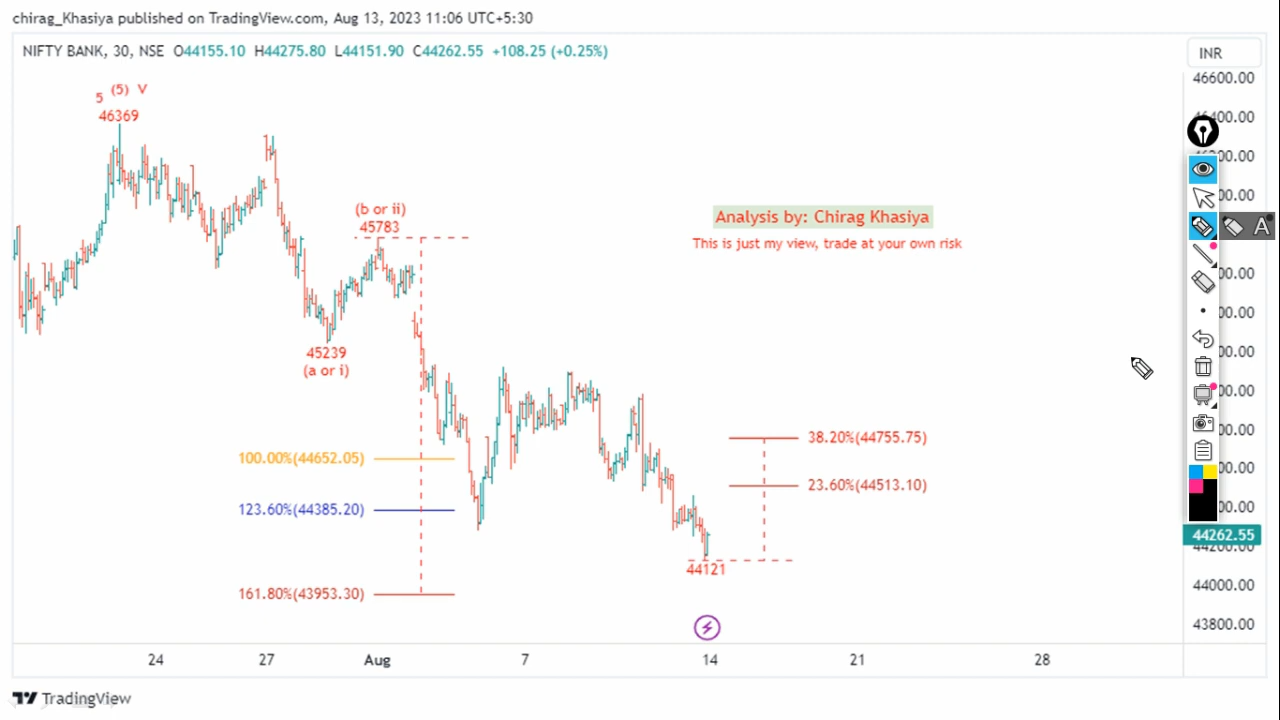 chirag_Khasiya published on TradingView.com, Aug 13, 2023 11:06 UTC+5:30
NIFTY BANK, 30, NSE O44155.10 H44275.80 L44151.90 C44262.55 +108.25 (+0.25%)
INR
46600.00
5 (5) V
46369
(b or ii)
45783
Analysis by: Chirag Khasiya
This is just my view, trade at your own risk
A
45239
(a or i)
38.20%(44755.75)
100.00%(44652.05)
23.60%(44513.10)
123.60%(44385.20)
44262.55
44200.00
44121
44000.00
161.80%(43953.30)
43800.00
24 27 Aug 7 14 21 28
TradingView